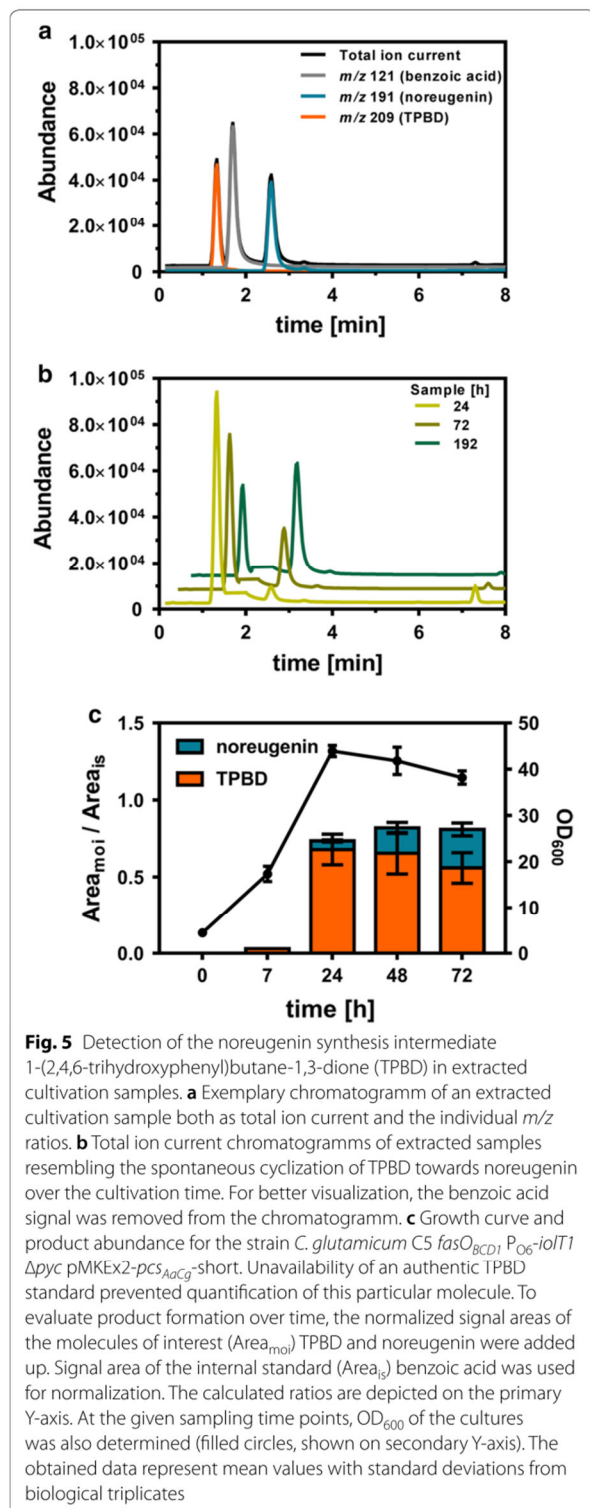 a
1.0× 10⁰⁵
8.0× 10⁰⁴
6.0× 10⁰⁴
4.0× 10⁰⁴
2.0× 10⁰⁴
0
Abundance
Total ion current
m/z 121 (benzoic acid)
m/z 191 (noreugenin)
m/z 209 (TPBD)
0 2 4 6 8
time [min]
b
1.0× 10⁰⁵
8.0× 10⁰⁴
6.0× 10⁰⁴
4.0× 10⁰⁴
2.0× 10⁰⁴
0
Abundance
Sample [h]
24
72
192
0 1 2 3 4 5 6 7 8
time [min]
c
1.5
1.0
0.5
0.0
Area_moi / Area_is
noreugenin
TPBD
50
40
30
20
10
0
OD₆₀₀
0 7 24 48 72
time [h]
Fig. 5 Detection of the noreugenin synthesis intermediate
1-(2,4,6-trihydroxyphenyl)butane-1,3-dione (TPBD) in extracted
cultivation samples. a Exemplary chromatogramm of an extracted
cultivation sample both as total ion current and the individual m/z
ratios. b Total ion current chromatogramms of extracted samples
resembling the spontaneous cyclization of TPBD towards noreugenin
over the cultivation time. For better visualization, the benzoic acid
signal was removed from the chromatogramm. c Growth curve and
product abundance for the strain C. glutamicum C5 fasO_BCD1 P_O6-iolT1
Δpyc pMKEx2-pcs_AaCg-short. Unavailability of an authentic TPBD
standard prevented quantification of this particular molecule. To
evaluate product formation over time, the normalized signal areas of
the molecules of interest (Area_moi) TPBD and noreugenin were added
up. Signal area of the internal standard (Area_is) benzoic acid was used
for normalization. The calculated ratios are depicted on the primary
Y-axis. At the given sampling time points, OD₆₀₀ of the cultures
was also determined (filled circles, shown on secondary Y-axis). The
obtained data represent mean values with standard deviations from
biological triplicates